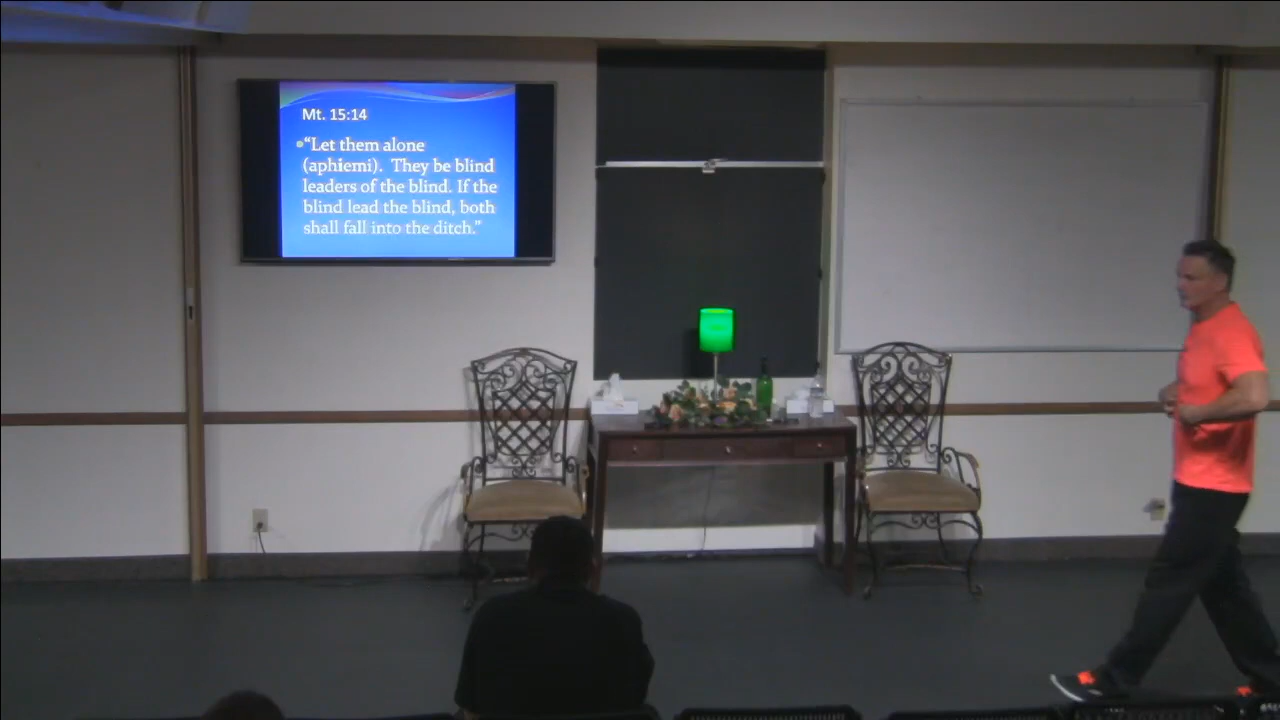 Mt. 15:14
“Let them alone
(aphiemi).  They be blind
leaders of the blind. If the
blind lead the blind, both
shall fall into the ditch.”